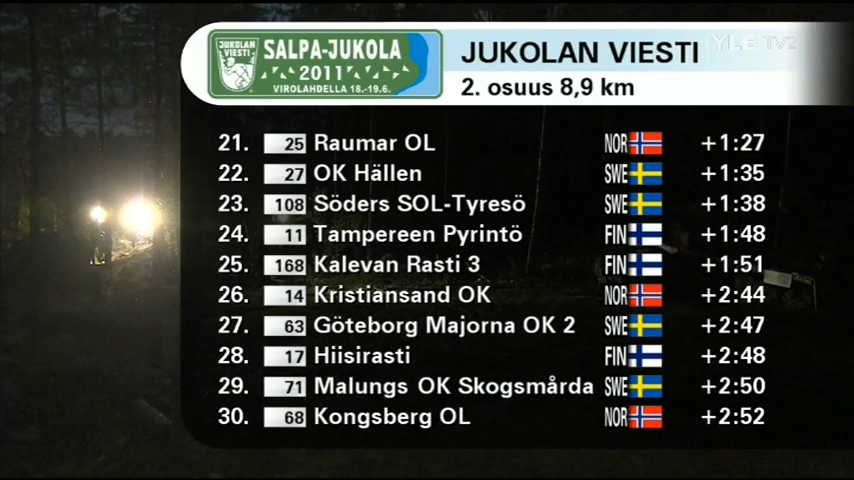 JUKOLAN VIESTI
SALPA-JUKOLA
2011
VIROLAHDELLA 18.-19.6.
JUKOLAN VIESTI
2. osuus 8,9 km
YLE TV2
21. 25 Raumar OL NOR +1:27
22. 27 OK Hällen SWE +1:35
23. 108 Söders SOL-Tyresö SWE +1:38
24. 11 Tampereen Pyrintö FIN +1:48
25. 168 Kalevan Rasti 3 FIN +1:51
26. 14 Kristiansand OK NOR +2:44
27. 63 Göteborg Majorna OK 2 SWE +2:47
28. 17 Hiisirasti FIN +2:48
29. 71 Malungs OK Skogsmårda SWE +2:50
30. 68 Kongsberg OL NOR +2:52